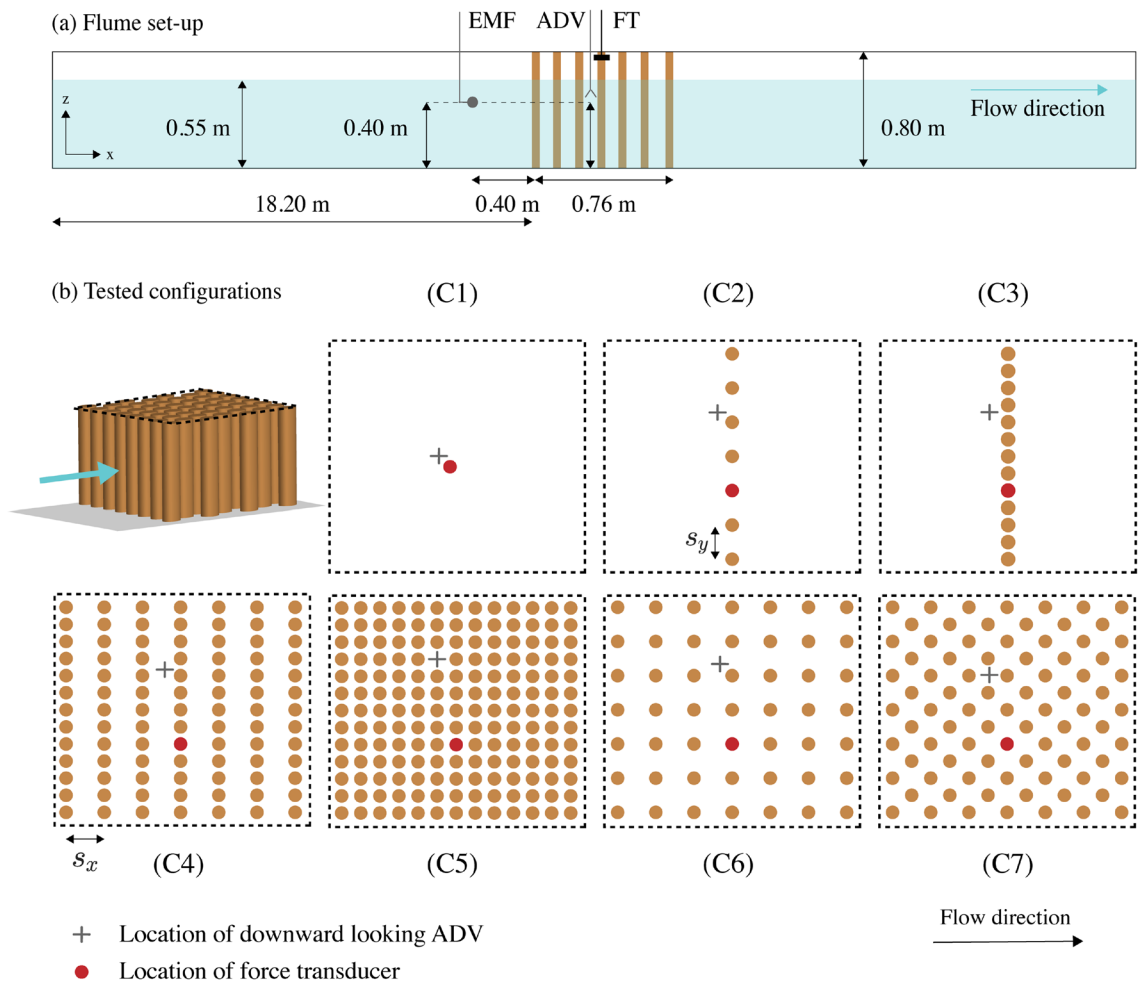 (a) Flume set-up
EMF ADV FT
z
x
0.55 m
0.40 m
0.80 m
Flow direction
18.20 m
0.40 m
0.76 m
(b) Tested configurations
(C1)
(C2)
(C3)
s_y
s_x
(C4)
(C5)
(C6)
(C7)
Location of downward looking ADV
Location of force transducer
Flow direction